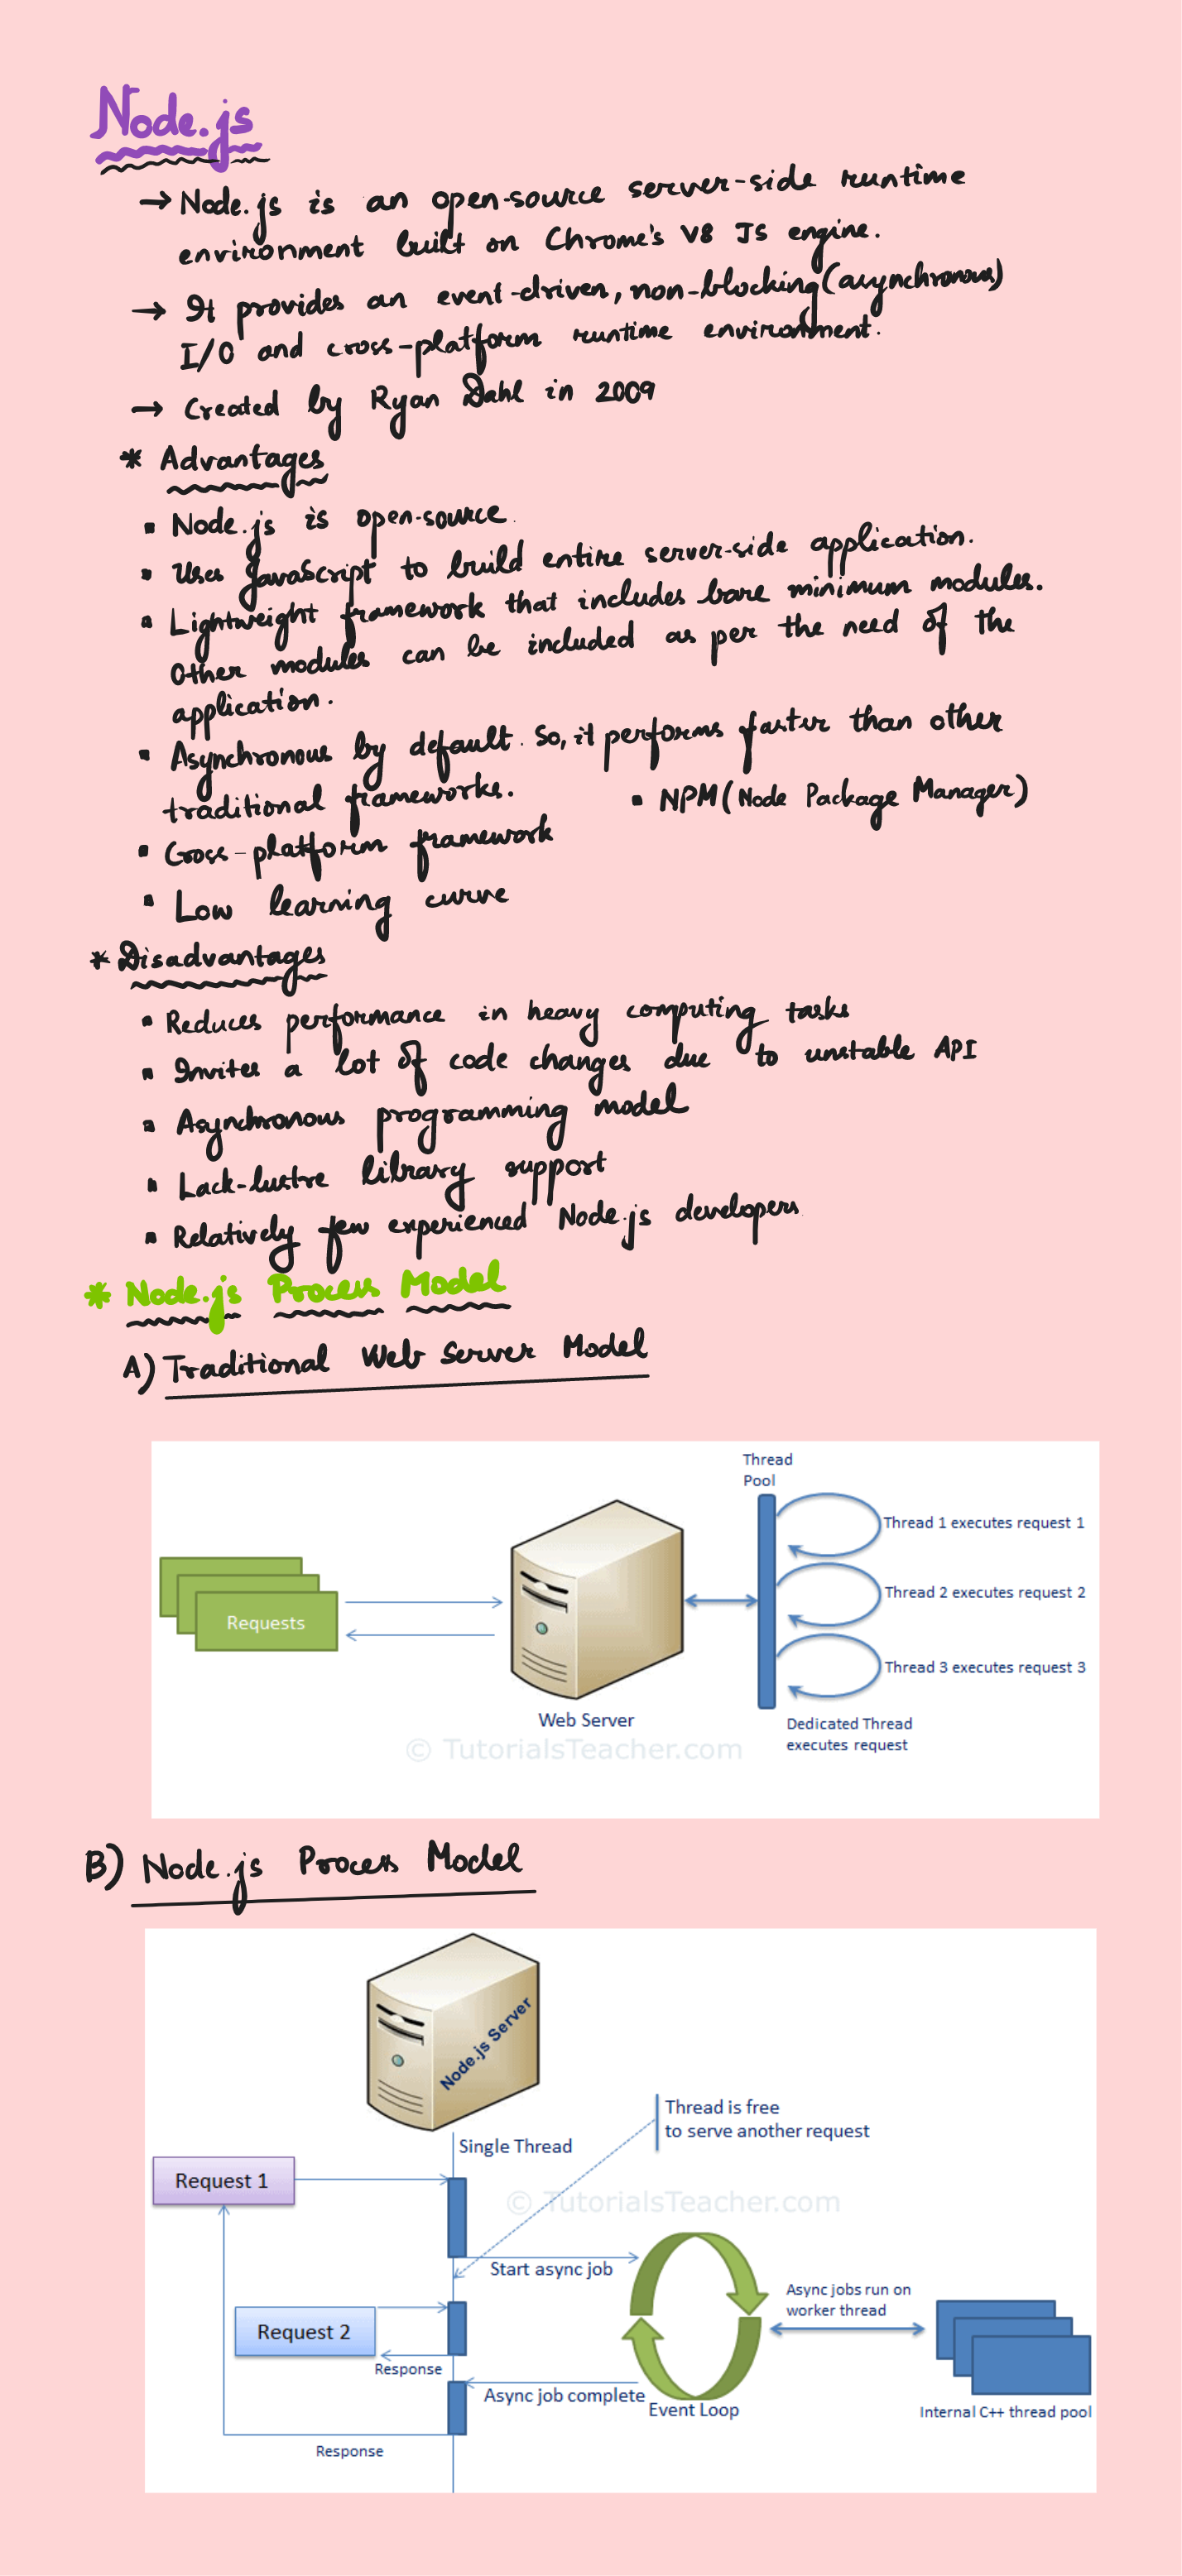 Node.js
→ Node.js is an open-source server-side runtime
environment built on Chrome's V8 JS engine.
→ It provides an event-driven, non-blocking (asynchronous)
I/O and cross-platform runtime environment.
→ Created by Ryan Dahl in 2009
* Advantages
▪ Node.js is open-source.
▪ Uses JavaScript to build entire server-side application.
▪ Lightweight framework that includes bare minimum modules.
Other modules can be included as per the need of the
application.
▪ Asynchronous by default. So, it performs faster than other
traditional frameworks.
▪ NPM (Node Package Manager)
▪ Cross-platform framework
▪ Low learning curve
* Disadvantages
▪ Reduces performance in heavy computing tasks
▪ Invites a lot of code changes due to unstable API
▪ Asynchronous programming model
▪ Lack-lustre library support
▪ Relatively few experienced Node.js developers
* Node.js Process Model
A) Traditional Web Server Model
Thread
Pool
Thread 1 executes request 1
Thread 2 executes request 2
Requests
Thread 3 executes request 3
Web Server
Dedicated Thread
executes request
© TutorialsTeacher.com
B) Node.js Process Model
Node.js Server
Thread is free
to serve another request
Single Thread
Request 1
© TutorialsTeacher.com
Start async job
Async jobs run on
worker thread
Request 2
Response
Async job complete
Event Loop
Internal C++ thread pool
Response